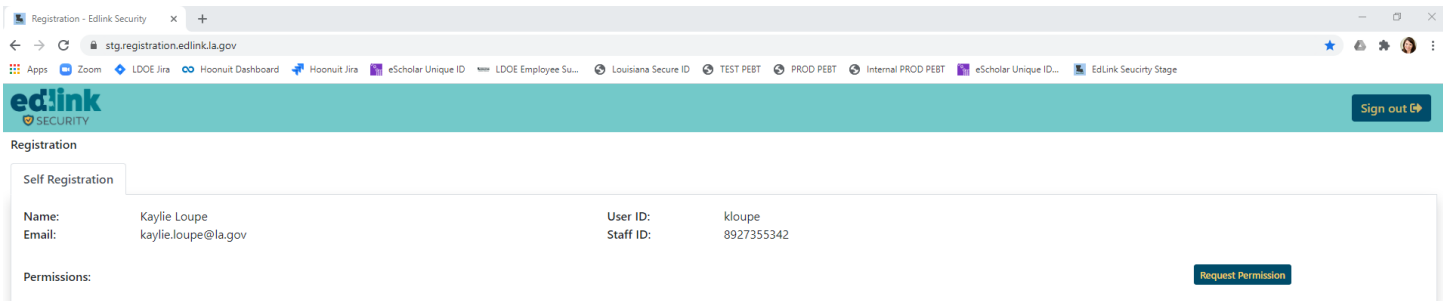 Registration - Edlink Security
stg.registration.edlink.la.gov
Apps Zoom LDOE Jira Hoonuit Dashboard Hoonuit Jira eScholar Unique ID LDOE Employee Su... Louisiana Secure ID TEST PEBT PROD PEBT Internal PROD PEBT eScholar Unique ID... EdLink Seucirty Stage
edlink
SECURITY
Sign out
Registration
Self Registration
Name: Kaylie Loupe User ID: kloupe
Email: kaylie.loupe@la.gov Staff ID: 8927355342
Permissions: Request Permission